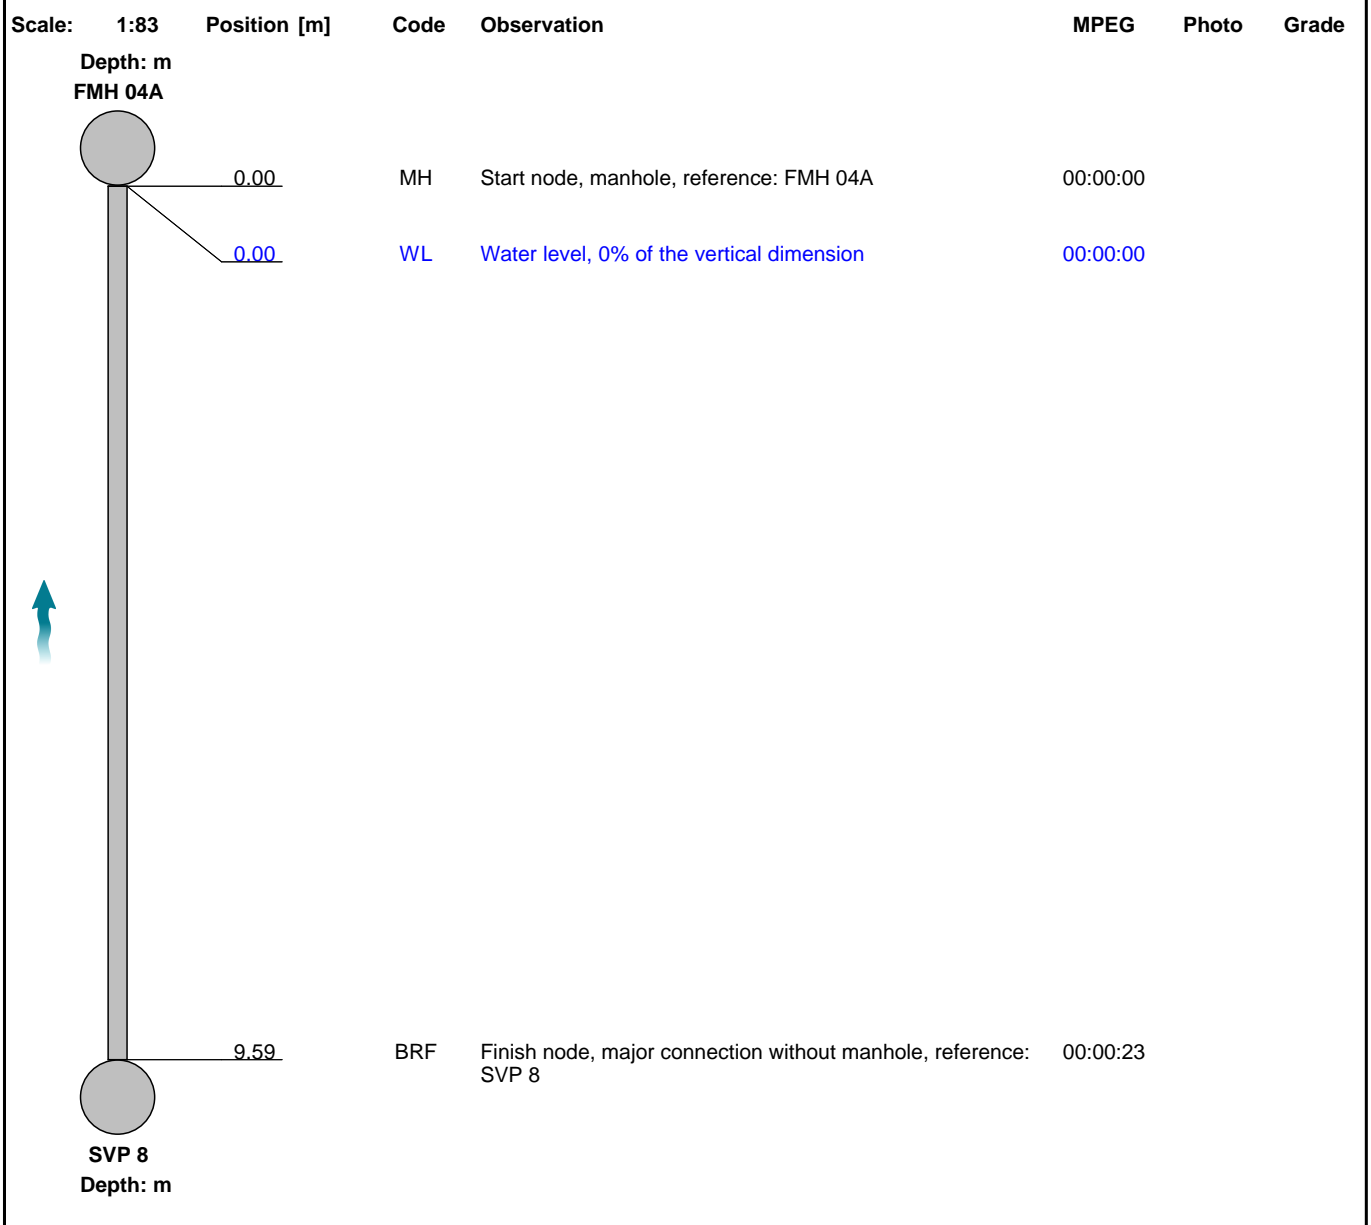 Scale: 1:83 Position [m] Code Observation MPEG Photo Grade
Depth: m
FMH 04A
0.00 MH Start node, manhole, reference: FMH 04A 00:00:00
0.00 WL Water level, 0% of the vertical dimension 00:00:00
9.59 BRF Finish node, major connection without manhole, reference: 00:00:23
SVP 8
SVP 8
Depth: m